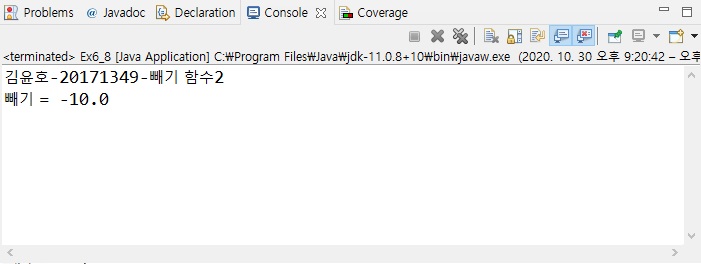 Problems @ Javadoc Declaration Console Coverage
<terminated> Ex6_8 [Java Application] C:₩Program Files₩Java₩jdk-11.0.8+10₩bin₩javaw.exe (2020. 10. 30 오후 9:20:42 – 오후
김윤호-20171349-빼기 함수2
빼기 = -10.0